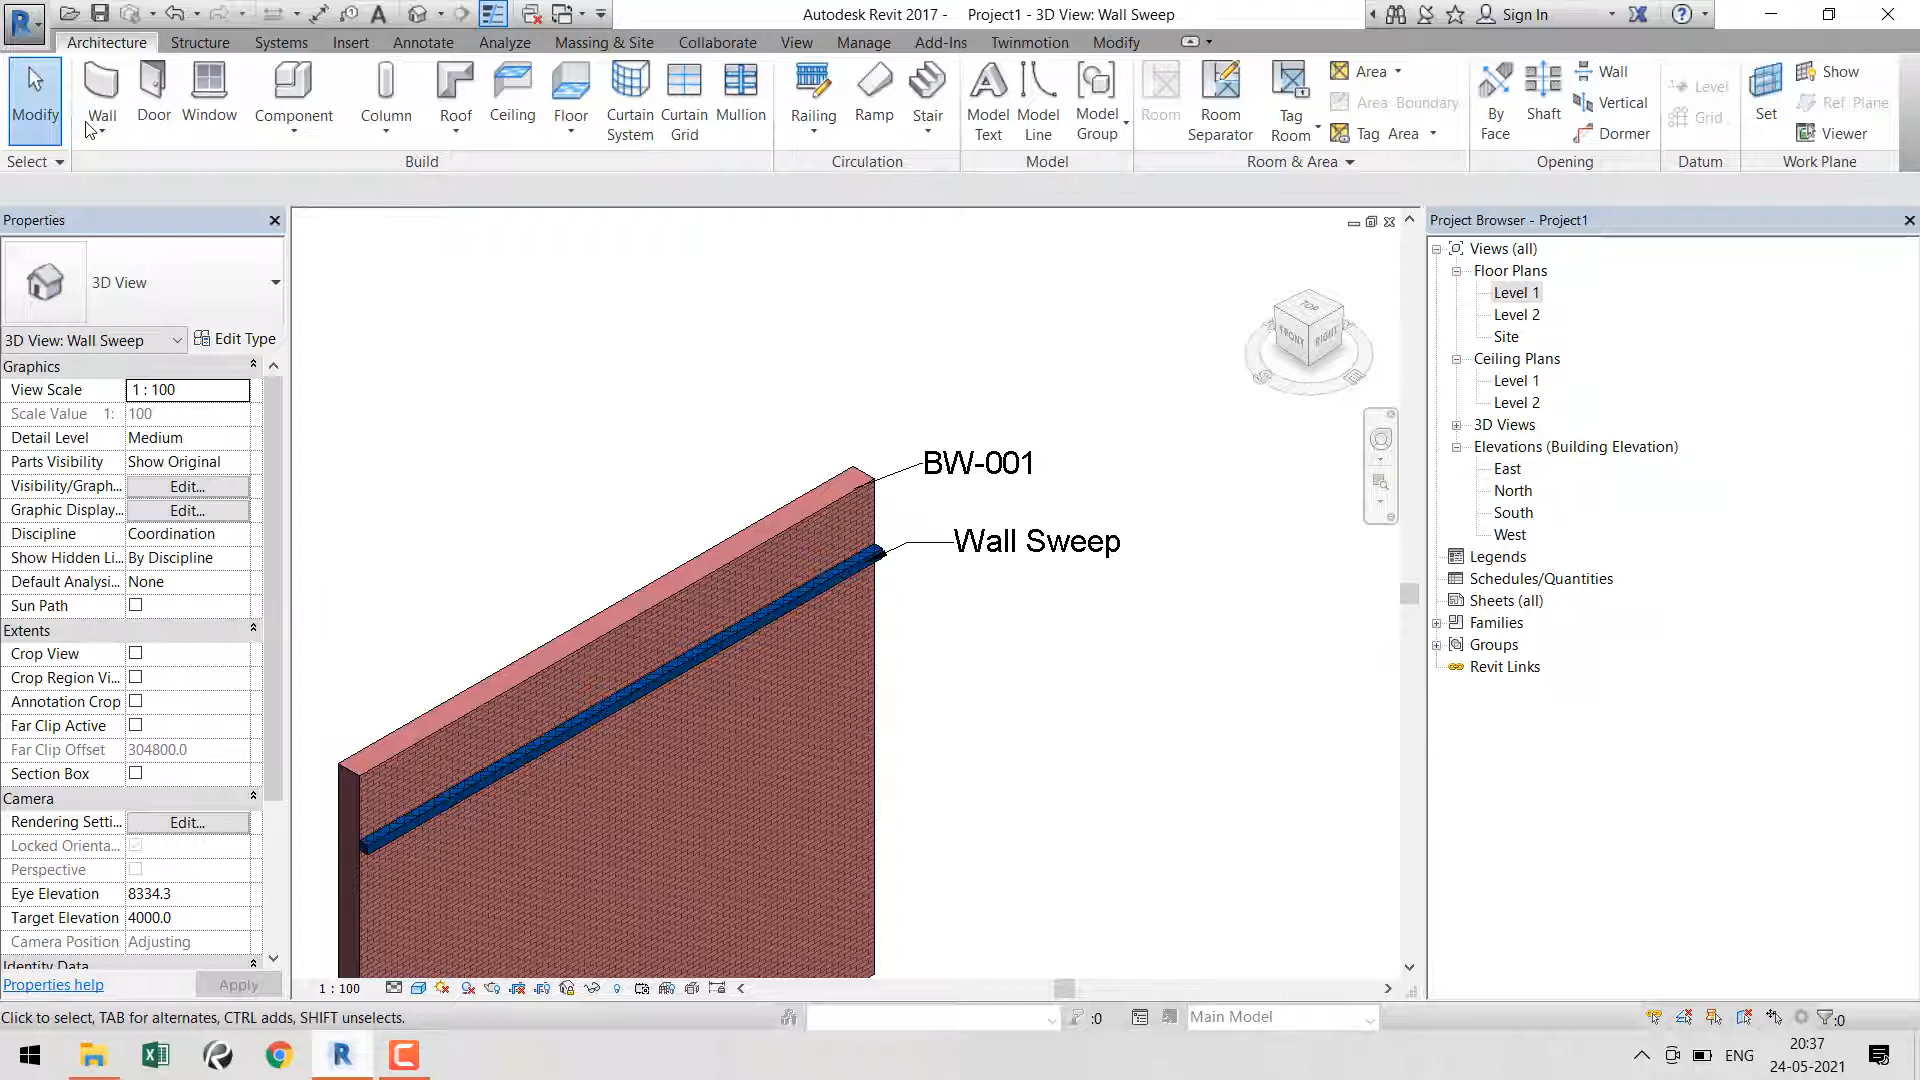 Autodesk Revit 2017 - Project1 - 3D View: Wall Sweep
Sign In
Architecture Structure Systems Insert Annotate Analyze Massing & Site Collaborate View Manage Add-Ins Twinmotion Modify
Modify Wall Door Window Component Column Roof Ceiling Floor Curtain System Curtain Grid Mullion Railing Ramp Stair Model Text Model Line Model Group Room Room Separator Tag Room Area Area Boundary Tag Area By Face Shaft Wall Vertical Dormer Level Grid Set Show Ref Plane Viewer
Select Build Circulation Model Room & Area Opening Datum Work Plane
Properties
3D View
3D View: Wall Sweep Edit Type
Graphics
View Scale 1 : 100
Scale Value 1: 100
Detail Level Medium
Parts Visibility Show Original
Visibility/Graph... Edit...
Graphic Display... Edit...
Discipline Coordination
Show Hidden Li... By Discipline
Default Analysi... None
Sun Path
Extents
Crop View
Crop Region Vi...
Annotation Crop
Far Clip Active
Far Clip Offset 304800.0
Section Box
Camera
Rendering Setti... Edit...
Locked Orienta...
Perspective
Eye Elevation 8334.3
Target Elevation 4000.0
Camera Position Adjusting
Identity Data
Properties help Apply
TOP
FRONT RIGHT
BW-001
Wall Sweep
1 : 100
Project Browser - Project1
Views (all)
Floor Plans
Level 1
Level 2
Site
Ceiling Plans
Level 1
Level 2
3D Views
Elevations (Building Elevation)
East
North
South
West
Legends
Schedules/Quantities
Sheets (all)
Families
Groups
Revit Links
Click to select, TAB for alternates, CTRL adds, SHIFT unselects.
:0
Main Model
:0
ENG
20:37
24-05-2021